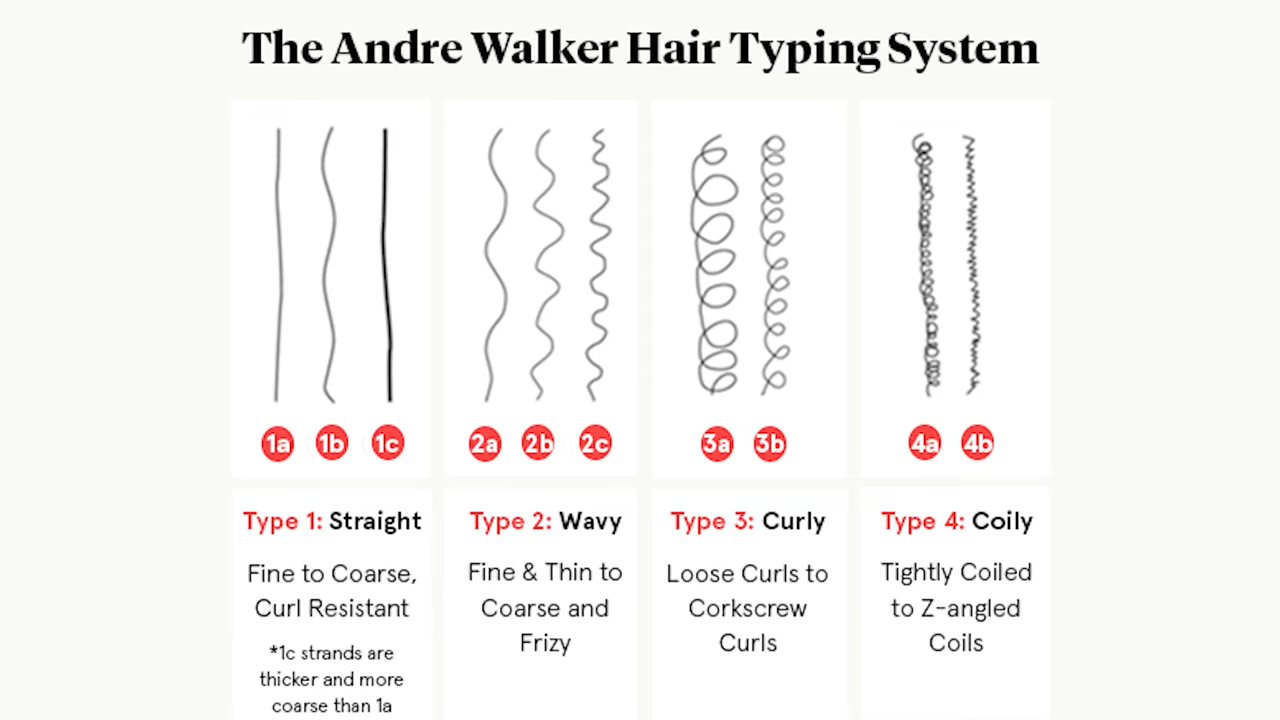 The Andre Walker Hair Typing System
1a 1b 1c
2a 2b 2c
3a 3b
4a 4b
Type 1: Straight
Fine to Coarse,
Curl Resistant
*1c strands are
thicker and more
coarse than 1a
Type 2: Wavy
Fine & Thin to
Coarse and
Frizy
Type 3: Curly
Loose Curls to
Corkscrew
Curls
Type 4: Coily
Tightly Coiled
to Z-angled
Coils